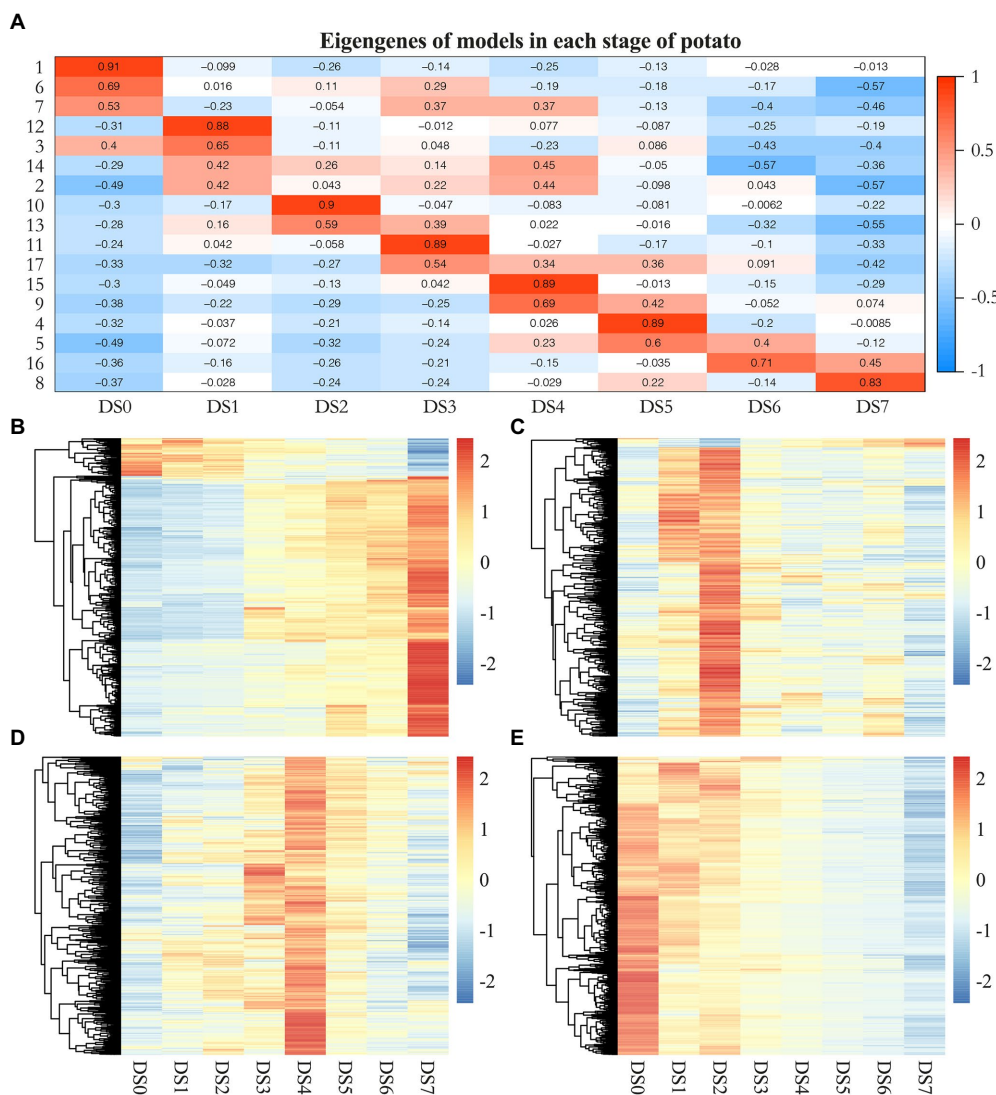 A
Eigengenes of models in each stage of potato
1 0.91 −0.099 −0.26 −0.14 −0.25 −0.13 −0.028 −0.013
6 0.69 0.016 0.11 0.29 −0.19 −0.18 −0.17 −0.57
7 0.53 −0.23 −0.054 0.37 0.37 −0.13 −0.4 −0.46
12 −0.31 0.88 −0.11 −0.012 0.077 −0.087 −0.25 −0.19
3 0.4 0.65 −0.11 0.048 −0.23 0.086 −0.43 −0.4
14 −0.29 0.42 0.26 0.14 0.45 −0.05 −0.57 −0.36
2 −0.49 0.42 0.043 0.22 0.44 −0.098 0.043 −0.57
10 −0.3 −0.17 0.9 −0.047 −0.083 −0.081 −0.0062 −0.22
13 −0.28 0.16 0.59 0.39 0.022 −0.016 −0.32 −0.55
11 −0.24 0.042 −0.058 0.89 −0.027 −0.17 −0.1 −0.33
17 −0.33 −0.32 −0.27 0.54 0.34 0.36 0.091 −0.42
15 −0.3 −0.049 −0.13 0.042 0.89 −0.013 −0.15 −0.29
9 −0.38 −0.22 −0.29 −0.25 0.69 0.42 −0.052 0.074
4 −0.32 −0.037 −0.21 −0.14 0.026 0.89 −0.2 −0.0085
5 −0.49 −0.072 −0.32 −0.24 0.23 0.6 0.4 −0.12
16 −0.36 −0.16 −0.26 −0.21 −0.15 −0.035 0.71 0.45
8 −0.37 −0.028 −0.24 −0.24 −0.029 0.22 −0.14 0.83
DS0 DS1 DS2 DS3 DS4 DS5 DS6 DS7
1
0.5
0
-0.5
-1
B
2
1
0
-1
-2
C
2
1
0
-1
-2
D
2
1
0
-1
-2
DS0 DS1 DS2 DS3 DS4 DS5 DS6 DS7
E
2
1
0
-1
-2
DS0 DS1 DS2 DS3 DS4 DS5 DS6 DS7